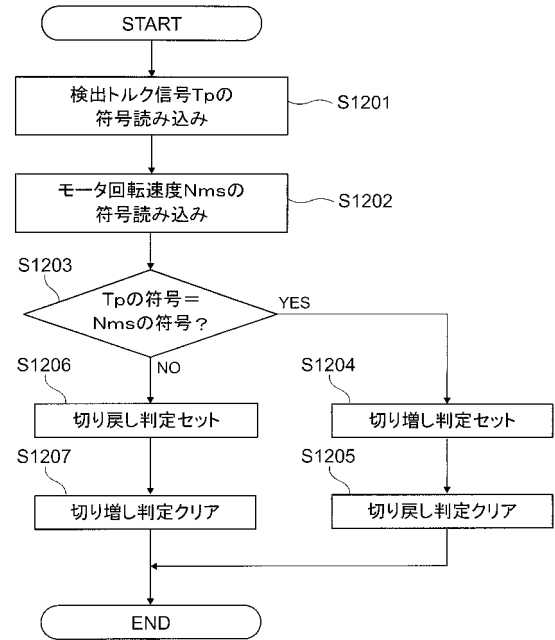 START
検出トルク信号Tpの
符号読み込み
S1201
モータ回転速度Nmsの
符号読み込み
S1202
S1203
Tpの符号＝
Nmsの符号？
YES
NO
S1206
切り戻し判定セット
S1204
切り増し判定セット
S1207
切り増し判定クリア
S1205
切り戻し判定クリア
END